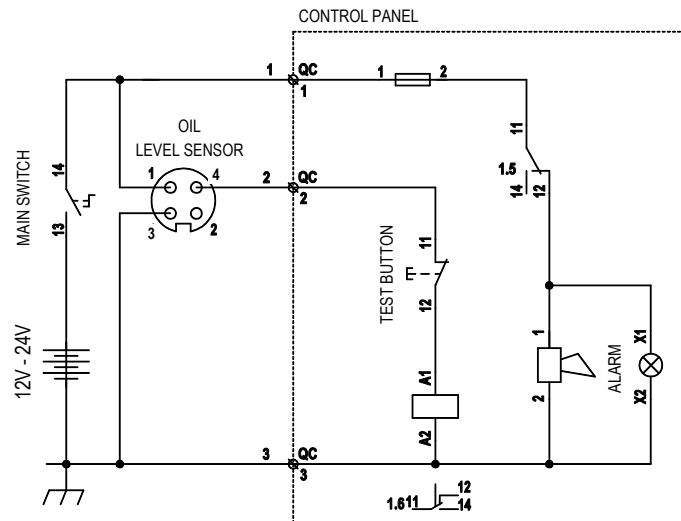 CONTROL PANEL
1 QC 1 1 2
OIL
LEVEL SENSOR
11
1.5
14 12
MAIN SWITCH
14
13
1 4
3 2
2 QC 2
11
TEST BUTTON
12
12V - 24V
1
ALARM
2
X1
X2
A1
A2
3 QC 3
12
1.6 11 14